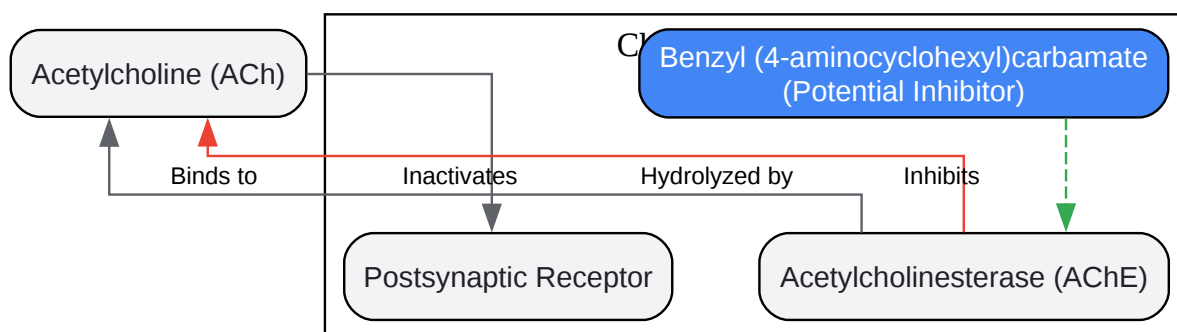 Acetylcholine (ACh)
Benzyl (4-aminocyclohexyl)carbamate
(Potential Inhibitor)
Binds to
Inactivates
Hydrolyzed by
Inhibits
Postsynaptic Receptor
Acetylcholinesterase (AChE)